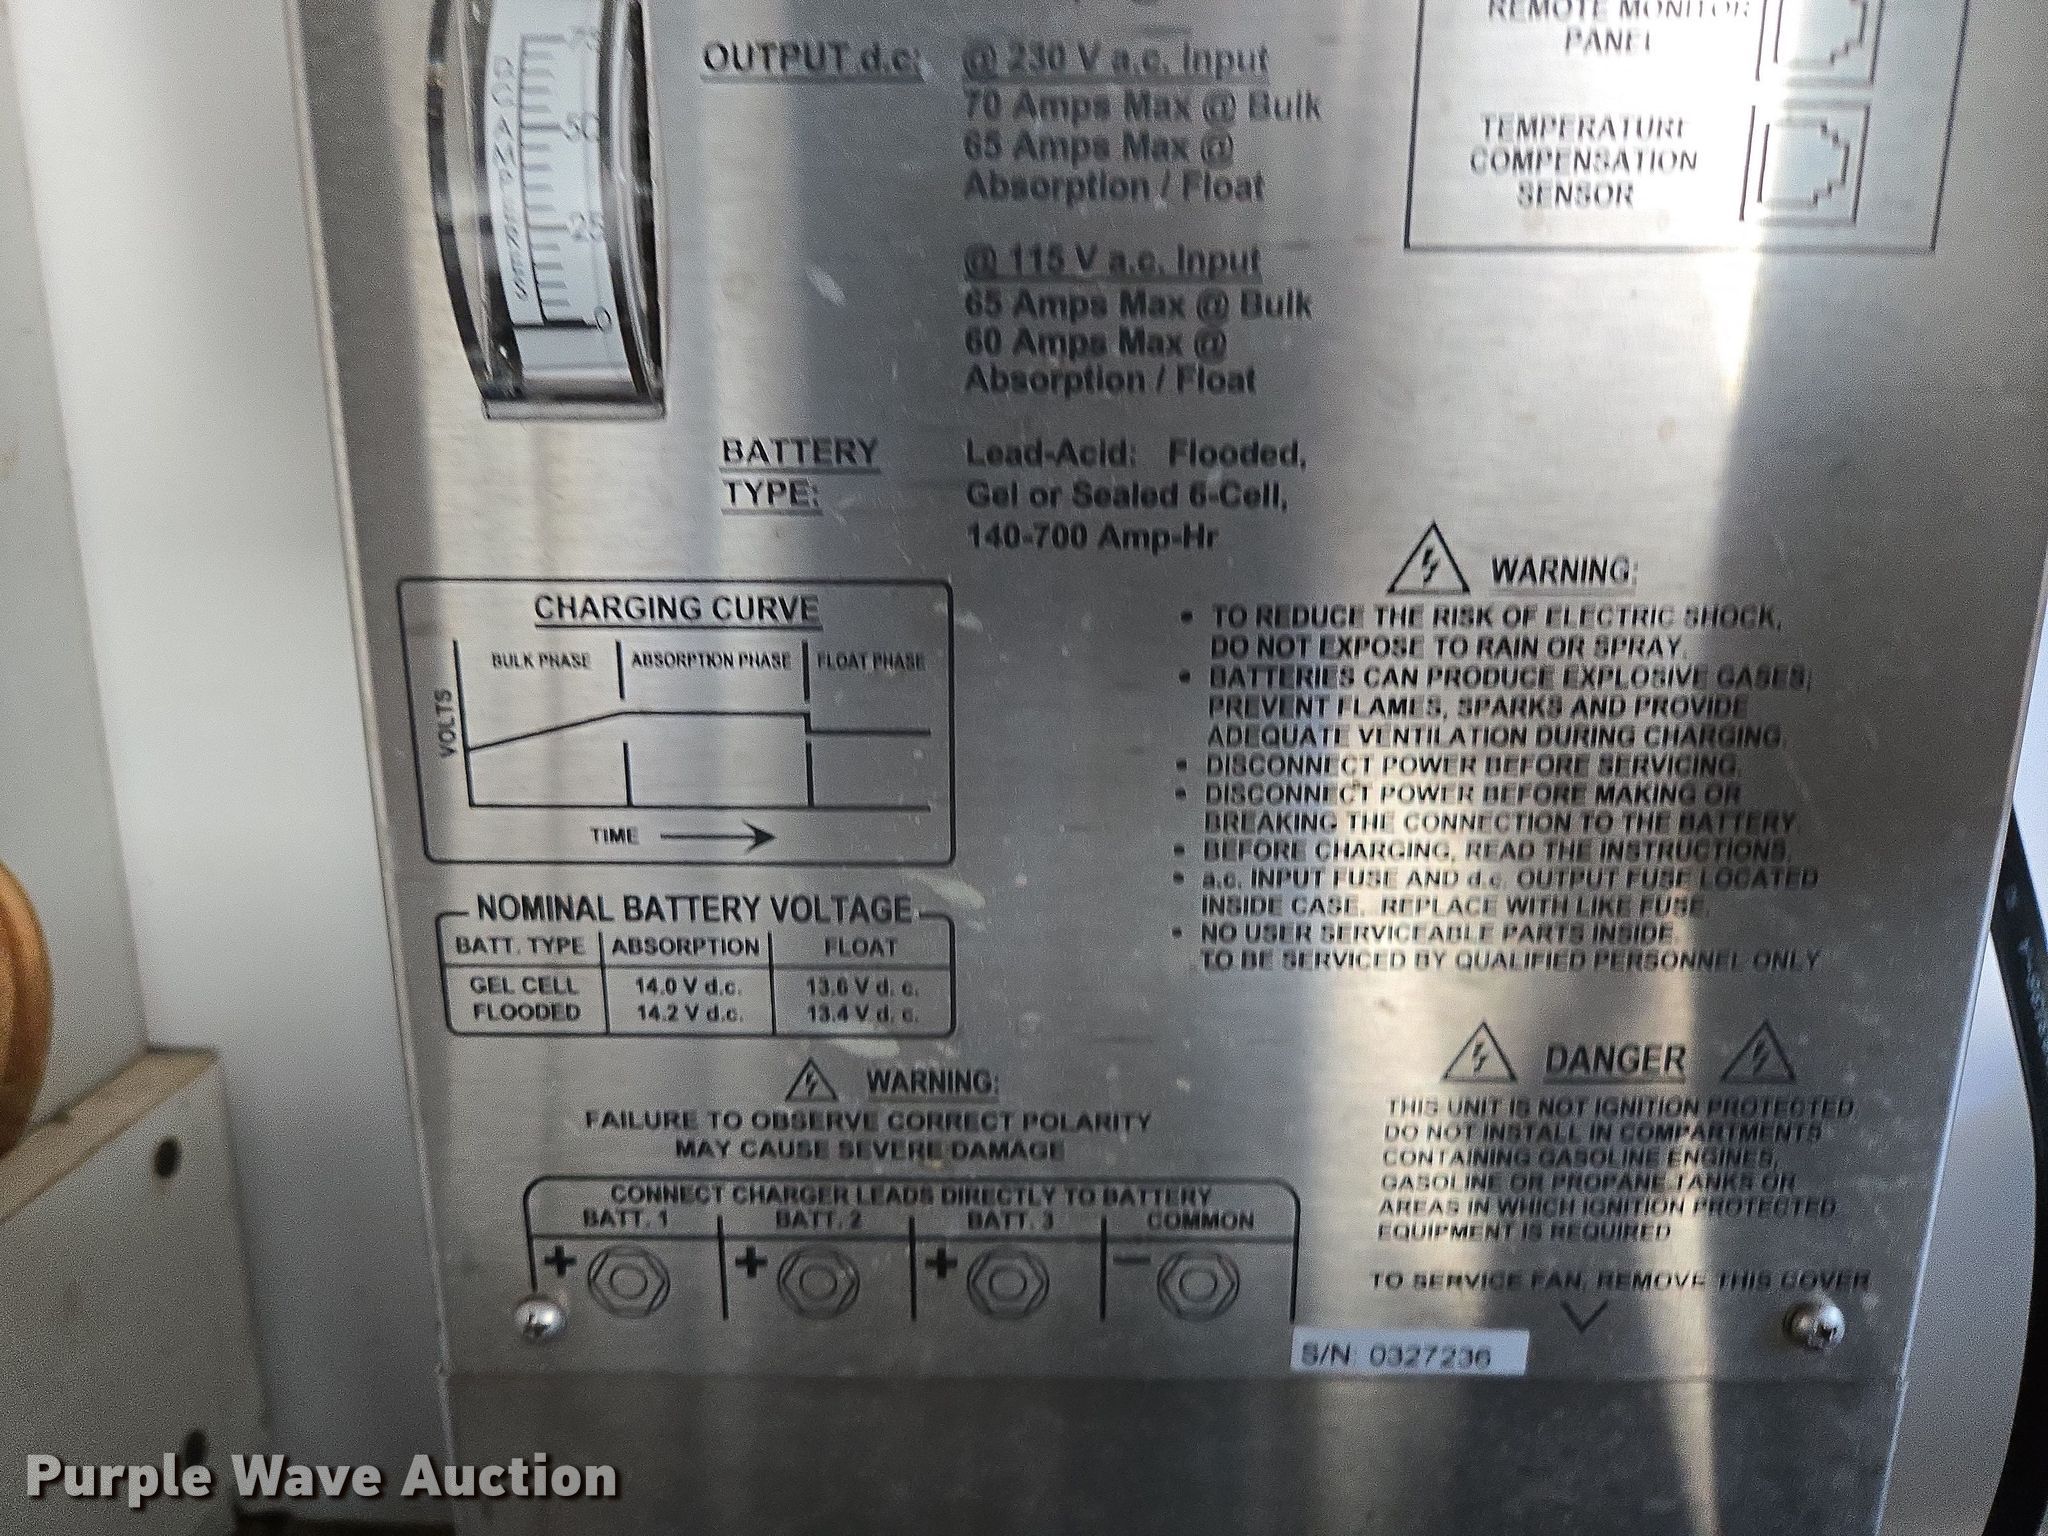 75
50
25
0
DC AMPERES
OUTPUT d.c:
@ 230 V a.c. Input
70 Amps Max @ Bulk
65 Amps Max @
Absorption / Float
@ 115 V a.c. Input
65 Amps Max @ Bulk
60 Amps Max @
Absorption / Float
REMOTE MONITOR
PANEL
TEMPERATURE
COMPENSATION
SENSOR
BATTERY
TYPE:
Lead-Acid: Flooded,
Gel or Sealed 6-Cell,
140-700 Amp-Hr
CHARGING CURVE
BULK PHASE ABSORPTION PHASE FLOAT PHASE
VOLTS
TIME
NOMINAL BATTERY VOLTAGE
BATT. TYPE ABSORPTION FLOAT
GEL CELL 14.0 V d.c. 13.6 V d. c.
FLOODED 14.2 V d.c. 13.4 V d. c.
WARNING:
FAILURE TO OBSERVE CORRECT POLARITY
MAY CAUSE SEVERE DAMAGE
CONNECT CHARGER LEADS DIRECTLY TO BATTERY
BATT. 1 BATT. 2 BATT. 3 COMMON
+ + + −
WARNING:
• TO REDUCE THE RISK OF ELECTRIC SHOCK,
DO NOT EXPOSE TO RAIN OR SPRAY.
• BATTERIES CAN PRODUCE EXPLOSIVE GASES;
PREVENT FLAMES, SPARKS AND PROVIDE
ADEQUATE VENTILATION DURING CHARGING.
• DISCONNECT POWER BEFORE SERVICING.
• DISCONNECT POWER BEFORE MAKING OR
BREAKING THE CONNECTION TO THE BATTERY.
• BEFORE CHARGING, READ THE INSTRUCTIONS.
• a.c. INPUT FUSE AND d.c. OUTPUT FUSE LOCATED
INSIDE CASE. REPLACE WITH LIKE FUSE.
• NO USER SERVICEABLE PARTS INSIDE.
TO BE SERVICED BY QUALIFIED PERSONNEL ONLY
DANGER
THIS UNIT IS NOT IGNITION PROTECTED.
DO NOT INSTALL IN COMPARTMENTS
CONTAINING GASOLINE ENGINES,
GASOLINE OR PROPANE TANKS OR
AREAS IN WHICH IGNITION PROTECTED
EQUIPMENT IS REQUIRED
TO SERVICE FAN, REMOVE THIS COVER
S/N 0327236
Purple Wave Auction